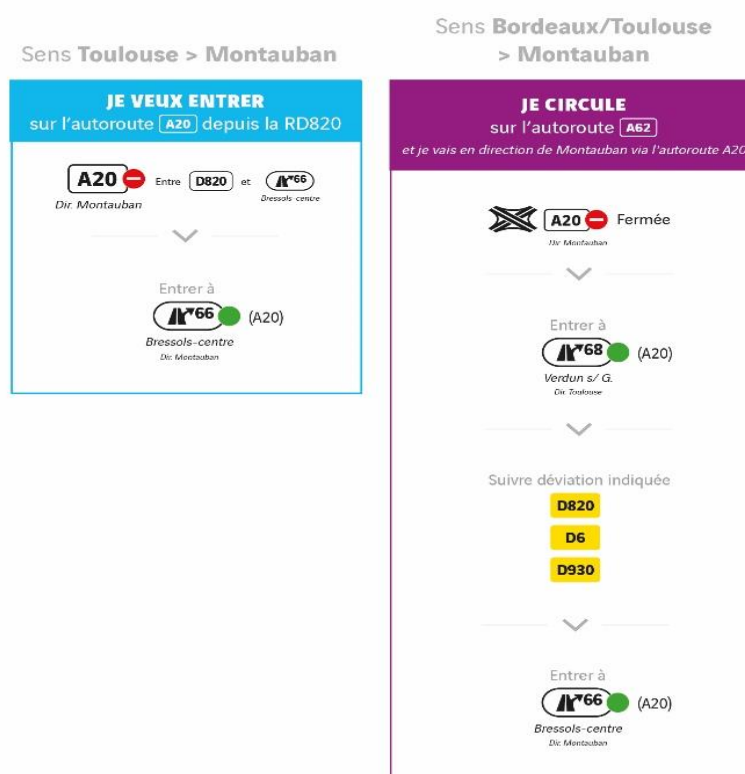 Sens Toulouse > Montauban
JE VEUX ENTRER
sur l'autoroute A20 depuis la RD820
A20 Entre D820 et 66
Dir. Montauban
Bressols-centre
Entrer à
66 (A20)
Bressols-centre
Dir. Montauban
Sens Bordeaux/Toulouse
> Montauban
JE CIRCULE
sur l'autoroute A62
et je vais en direction de Montauban via l'autoroute A20
A20 Fermée
Dir. Montauban
Entrer à
68 (A20)
Verdun s/ G.
Dir. Toulouse
Suivre déviation indiquée
D820
D6
D930
Entrer à
66 (A20)
Bressols-centre
Dir. Montauban